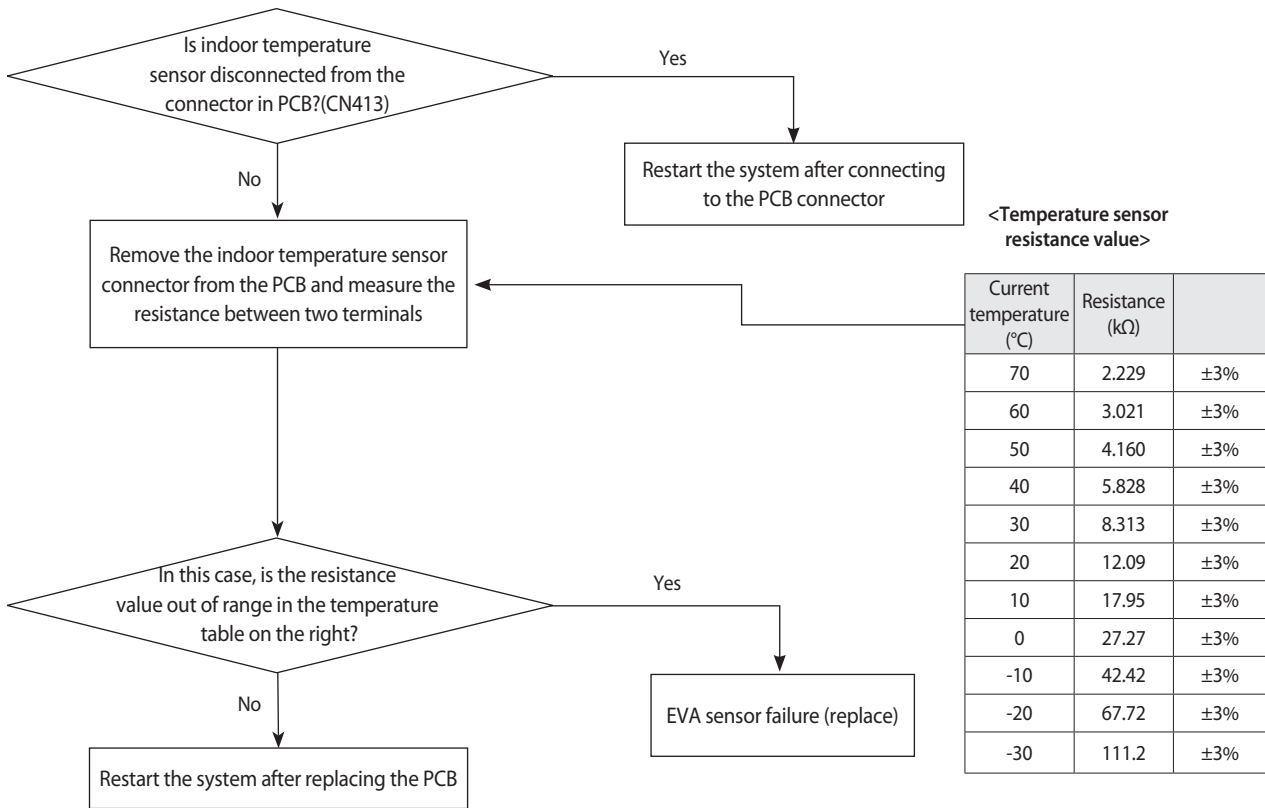 Is indoor temperature
sensor disconnected from the
connector in PCB?(CN413)
Yes
No
Restart the system after connecting
to the PCB connector
Remove the indoor temperature sensor
connector from the PCB and measure the
resistance between two terminals
<Temperature sensor
resistance value>
Current
temperature
(°C)
Resistance
(kΩ)
70 2.229 ±3%
60 3.021 ±3%
50 4.160 ±3%
40 5.828 ±3%
30 8.313 ±3%
20 12.09 ±3%
10 17.95 ±3%
0 27.27 ±3%
-10 42.42 ±3%
-20 67.72 ±3%
-30 111.2 ±3%
In this case, is the resistance
value out of range in the temperature
table on the right?
Yes
No
EVA sensor failure (replace)
Restart the system after replacing the PCB